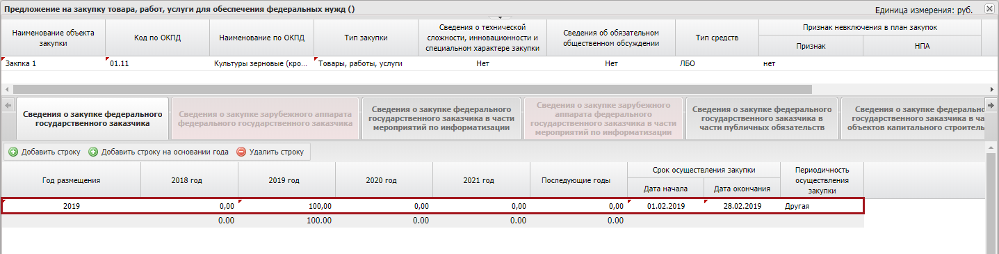 Предложение на закупку товара, работ, услуги для обеспечения федеральных нужд ()
Единица измерения: руб.
Наименование объекта
закупки
Код по ОКПД
Наименование по ОКПД
Тип закупки
Сведения о технической
сложности, инновационности и
специальном характере закупки
Сведения об обязательном
общественном обсуждении
Тип средств
Признак невключения в план закупок
Признак
НПА
Закпка 1
01.11
Культуры зерновые (кро...
Товары, работы, услуги
Нет
Нет
ЛБО
нет
Сведения о закупке федерального
государственного заказчика
Сведения о закупке зарубежного аппарата
федерального государственного заказчика
Сведения о закупке федерального
государственного заказчика в части
мероприятий по информатизации
Сведения о закупке зарубежного
аппарата федерального
государственного заказчика в части
мероприятий по информатизации
Сведения о закупке федерального
государственного заказчика в
части публичных обязательств
Сведения о закупке федерально
государственного заказчика в ча
объектов капитального строитель
Добавить строку
Добавить строку на основании года
Удалить строку
Год размещения
2018 год
2019 год
2020 год
2021 год
Последующие годы
Срок осуществления закупки
Дата начала
Дата окончания
Периодичность
осуществления
закупки
2019
0,00
100,00
0,00
0,00
0,00
01.02.2019
28.02.2019
Другая
0.00
100.00
0.00
0.00
0.00